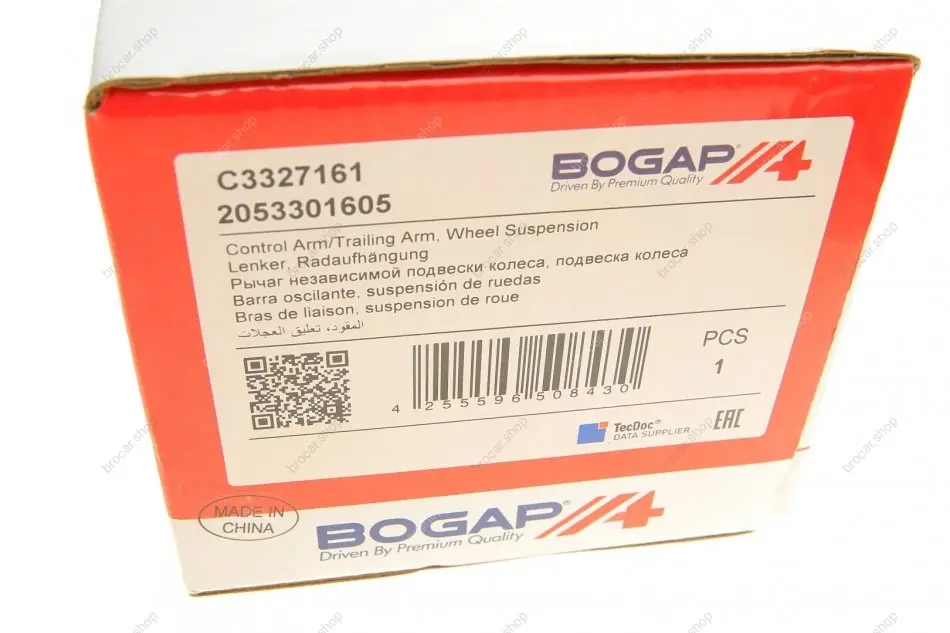 C3327161
2053301605
BOGAP®
Driven By Premium Quality
Control Arm/Trailing Arm, Wheel Suspension
Lenker, Radaufhängung
Рычаг независимой подвески колеса, подвеска колеса
Barra oscilante, suspensión de ruedas
Bras de liaison, suspension de roue
المقود، تعليق العجلات
4 255596 508430
PCS
1
TecDoc®
DATA SUPPLIER
EAC
MADE IN
CHINA
BOGAP®
Driven By Premium Quality
brocar.shop